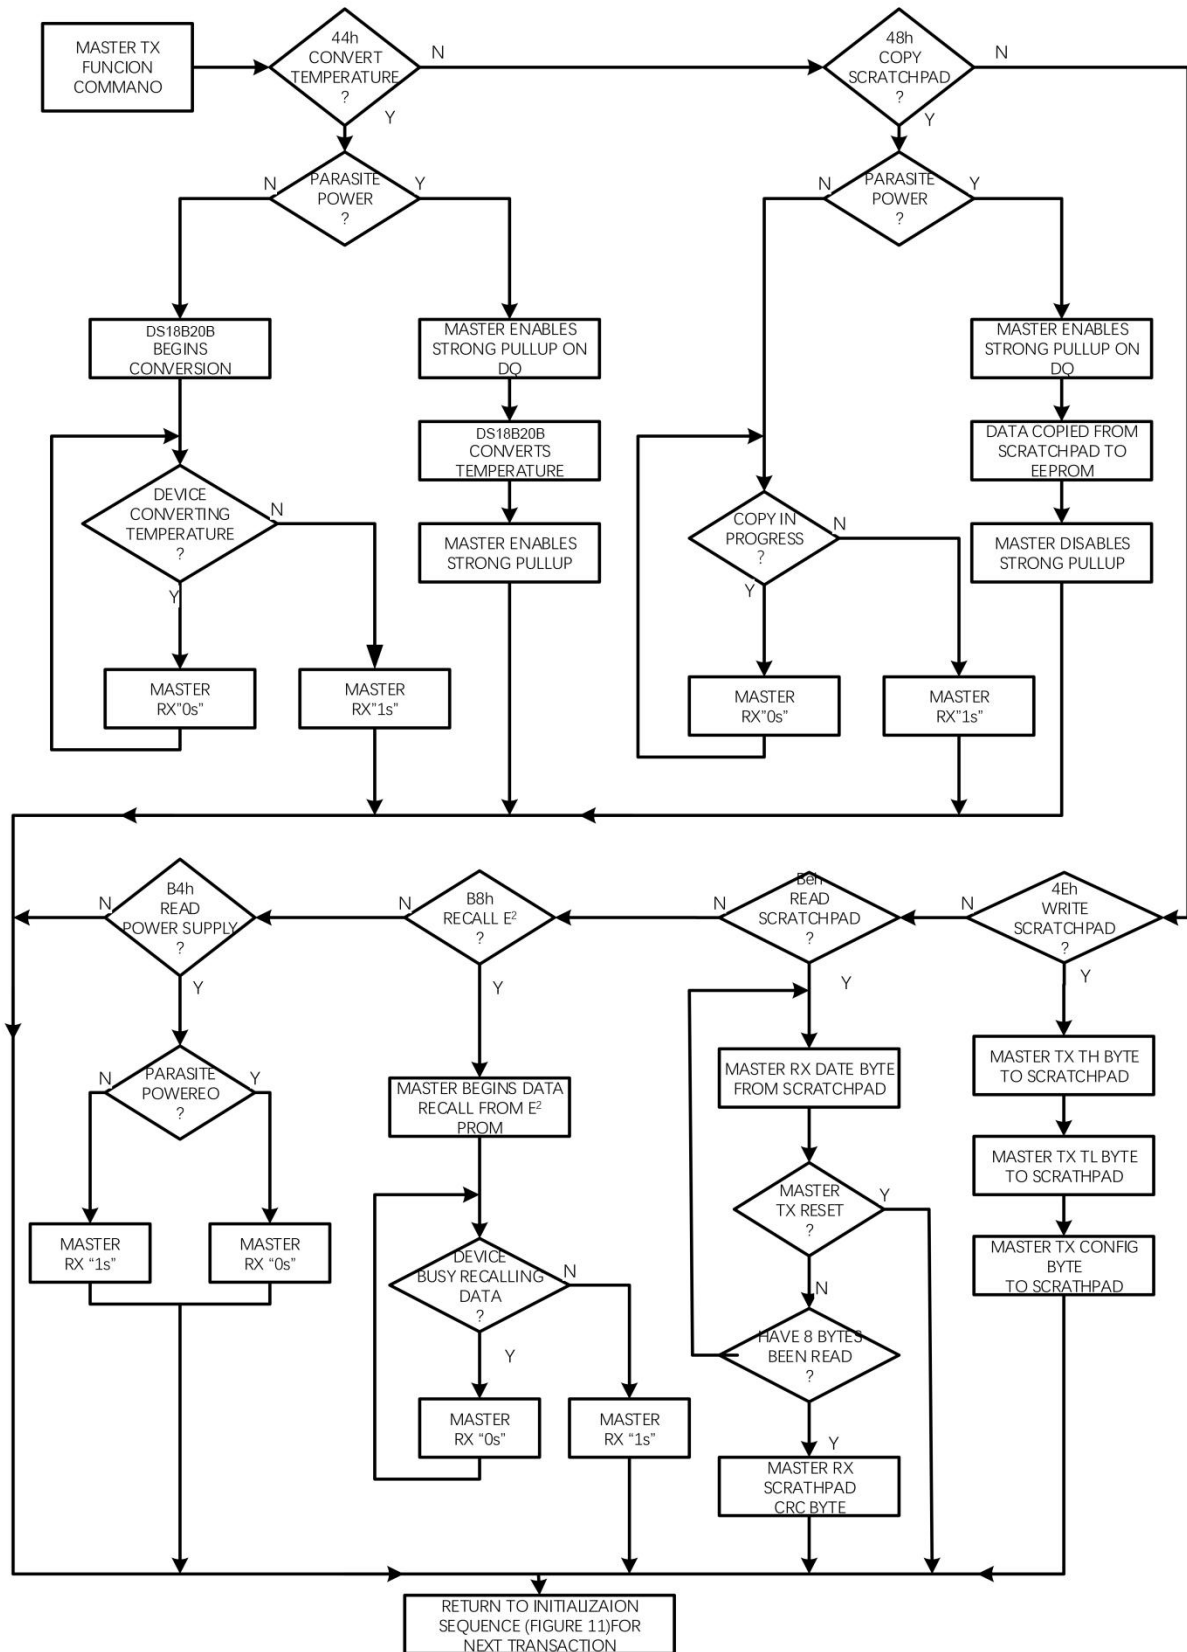 MASTER TX
FUNCION
COMMANO
44h
CONVERT
TEMPERATURE
?
N
Y
48h
COPY
SCRATCHPAD
?
N
Y
PARASITE
POWER
?
N
Y
PARASITE
POWER
?
N
Y
DS18B20B
BEGINS
CONVERSION
MASTER ENABLES
STRONG PULLUP ON
DQ
MASTER ENABLES
STRONG PULLUP ON
DQ
DS18B20B
CONVERTS
TEMPERATURE
DATA COPIED FROM
SCRATCHPAD TO
EEPROM
DEVICE
CONVERTING
TEMPERATURE
?
N
Y
MASTER ENABLES
STRONG PULLUP
COPY IN
PROGRESS
?
N
Y
MASTER DISABLES
STRONG PULLUP
MASTER
RX"0s"
MASTER
RX"1s"
MASTER
RX"0s"
MASTER
RX"1s"
B4h
READ
POWER SUPPLY
?
N
Y
B8h
RECALL E²
?
N
Y
Beh
READ
SCRATCHPAD
?
N
Y
4Eh
WRITE
SCRATCHPAD
?
N
Y
PARASITE
POWEREO
?
N
Y
MASTER BEGINS DATA
RECALL FROM E²
PROM
MASTER RX DATE BYTE
FROM SCRATCHPAD
MASTER TX TH BYTE
TO SCRATCHPAD
MASTER
TX RESET
?
Y
N
MASTER TX TL BYTE
TO SCRATHPAD
MASTER
RX “1s”
MASTER
RX “0s”
DEVICE
BUSY RECALLING
DATA
?
N
Y
MASTER TX CONFIG
BYTE
TO SCRATHPAD
HAVE 8 BYTES
BEEN READ
?
Y
MASTER
RX “0s”
MASTER
RX “1s”
MASTER RX
SCRATHPAD
CRC BYTE
RETURN TO INITIALIZAION
SEQUENCE (FIGURE 11)FOR
NEXT TRANSACTION